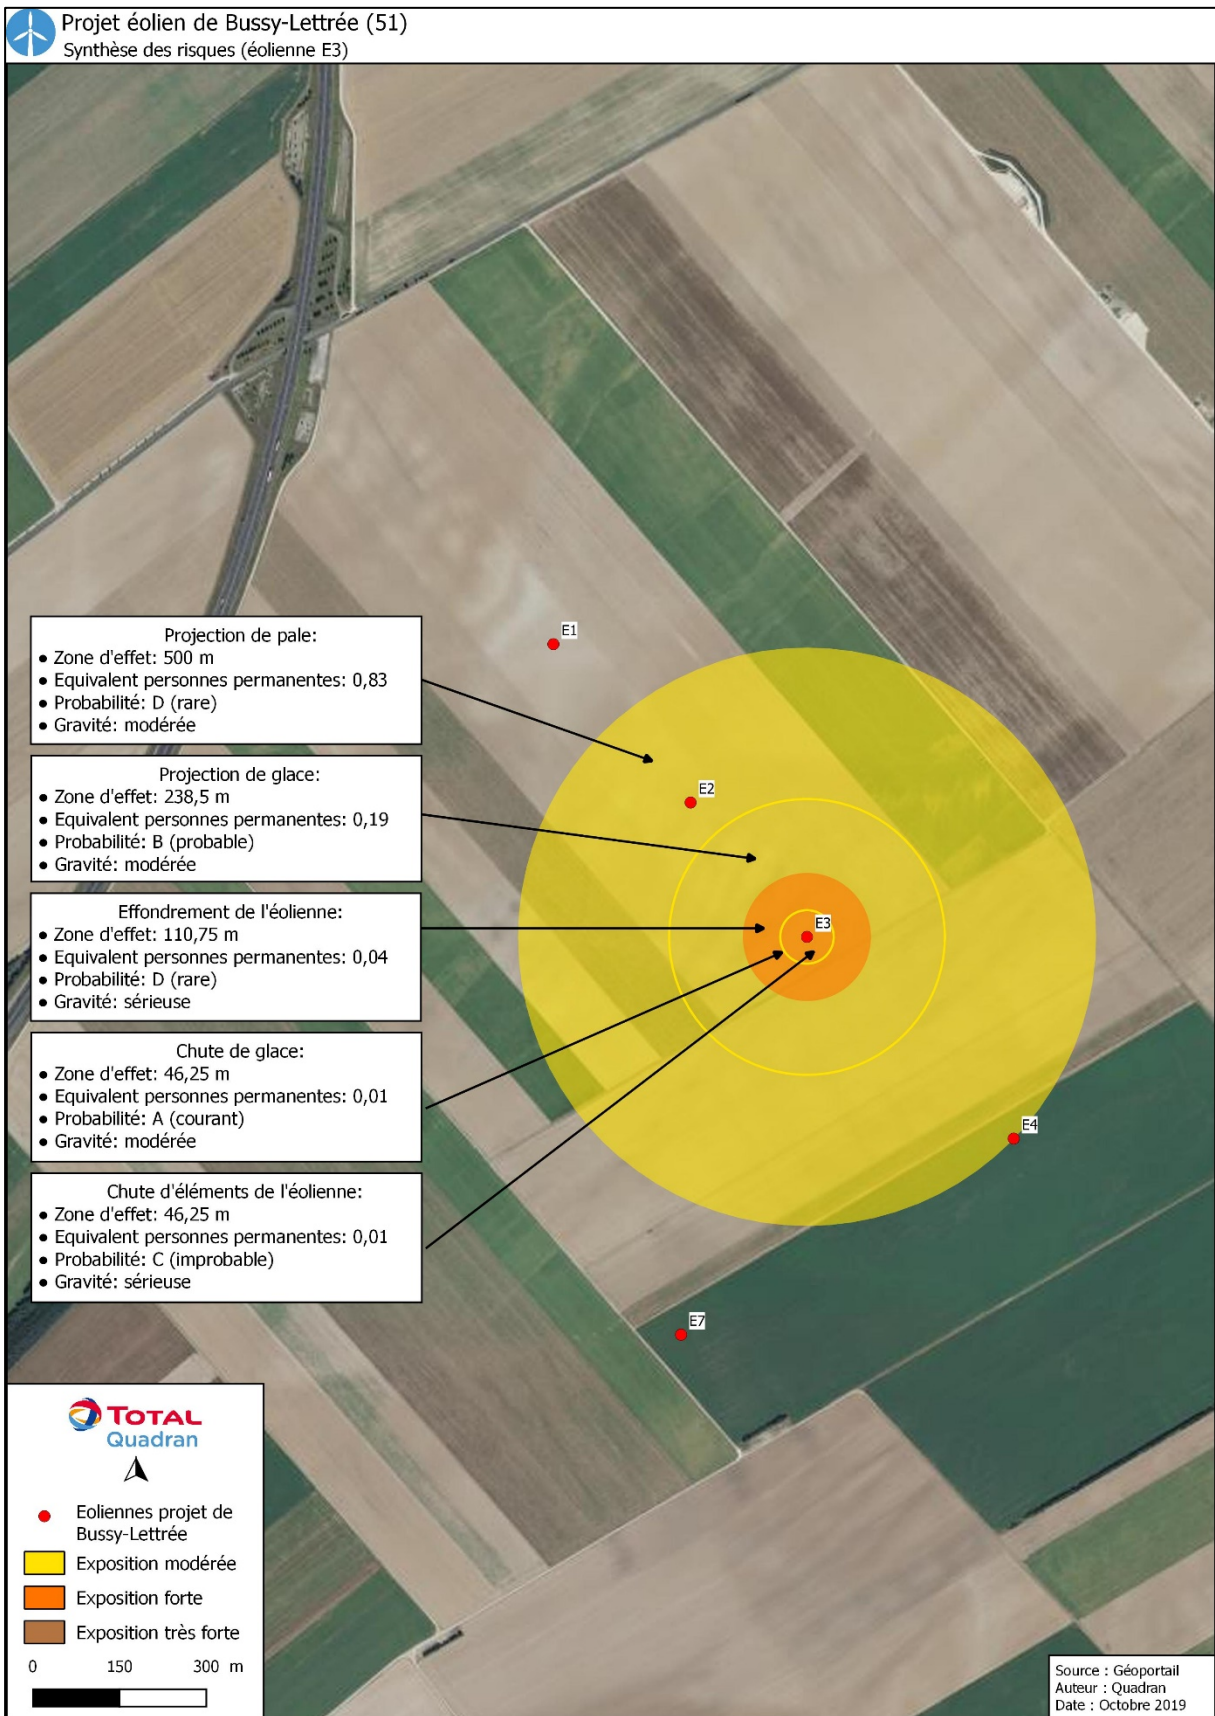 Projet éolien de Bussy-Lettrée (51)
Synthèse des risques (éolienne E3)
E1
Projection de pale:
● Zone d'effet: 500 m
● Equivalent personnes permanentes: 0,83
● Probabilité: D (rare)
● Gravité: modérée
Projection de glace:
● Zone d'effet: 238,5 m
● Equivalent personnes permanentes: 0,19
● Probabilité: B (probable)
● Gravité: modérée
E2
Effondrement de l'éolienne:
● Zone d'effet: 110,75 m
● Equivalent personnes permanentes: 0,04
● Probabilité: D (rare)
● Gravité: sérieuse
E3
Chute de glace:
● Zone d'effet: 46,25 m
● Equivalent personnes permanentes: 0,01
● Probabilité: A (courant)
● Gravité: modérée
E4
Chute d'éléments de l'éolienne:
● Zone d'effet: 46,25 m
● Equivalent personnes permanentes: 0,01
● Probabilité: C (improbable)
● Gravité: sérieuse
E7
TOTAL
Quadran
Eoliennes projet de
Bussy-Lettrée
Exposition modérée
Exposition forte
Exposition très forte
0 150 300 m
Source : Géoportail
Auteur : Quadran
Date : Octobre 2019